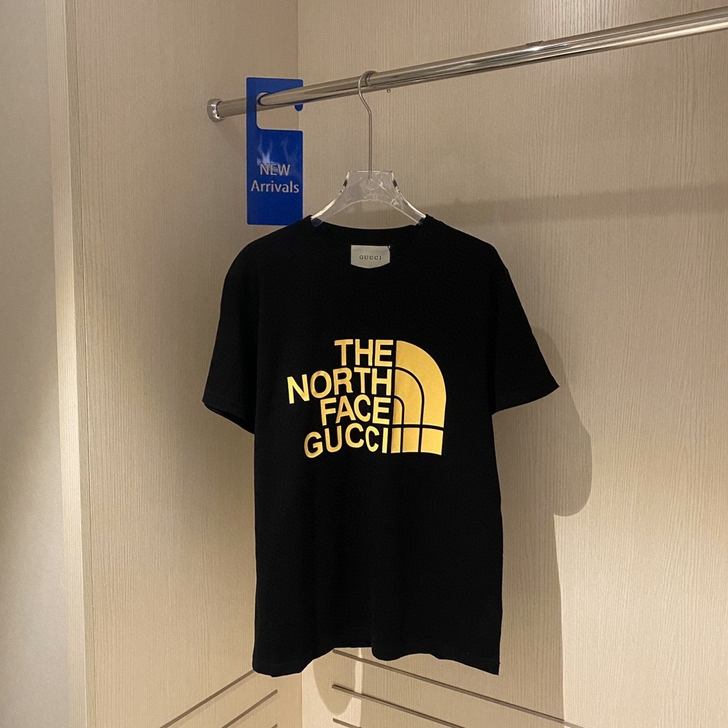 NEW
Arrivals
GUCCI
THE
NORTH
FACE
GUCCI